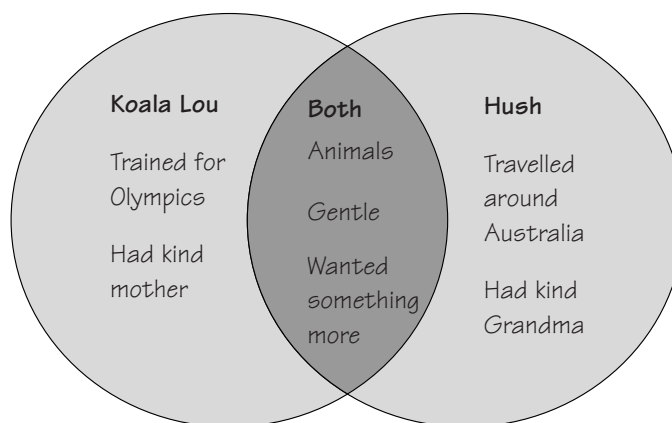 Koala Lou
Trained for
Olympics
Had kind
mother
Both
Animals
Gentle
Wanted
something
more
Hush
Travelled
around
Australia
Had kind
Grandma